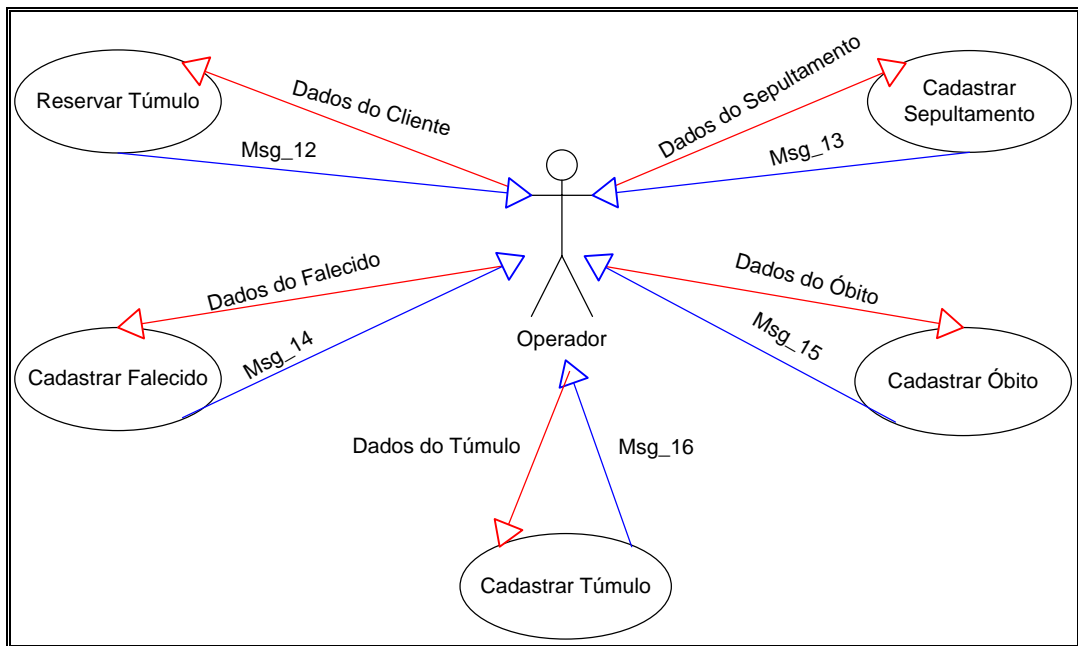 Reservar Túmulo
Dados do Cliente
Msg_12
Dados do Sepultamento
Msg_13
Cadastrar
Sepultamento
Dados do Falecido
Msg_14
Cadastrar Falecido
Operador
Dados do Óbito
Msg_15
Cadastrar Óbito
Dados do Túmulo
Msg_16
Cadastrar Túmulo